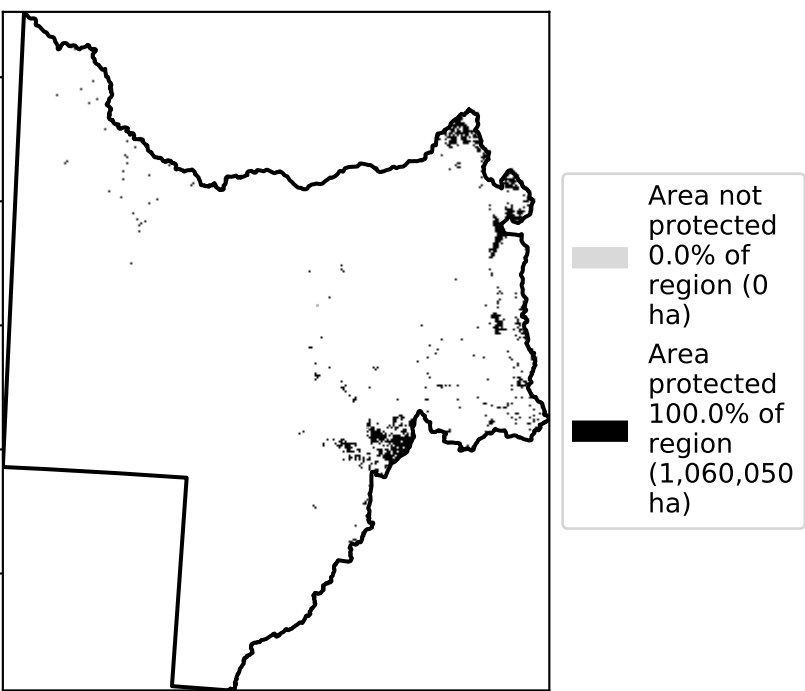 Area not
protected
0.0% of
region (0
ha)
Area
protected
100.0% of
region
(1,060,050
ha)